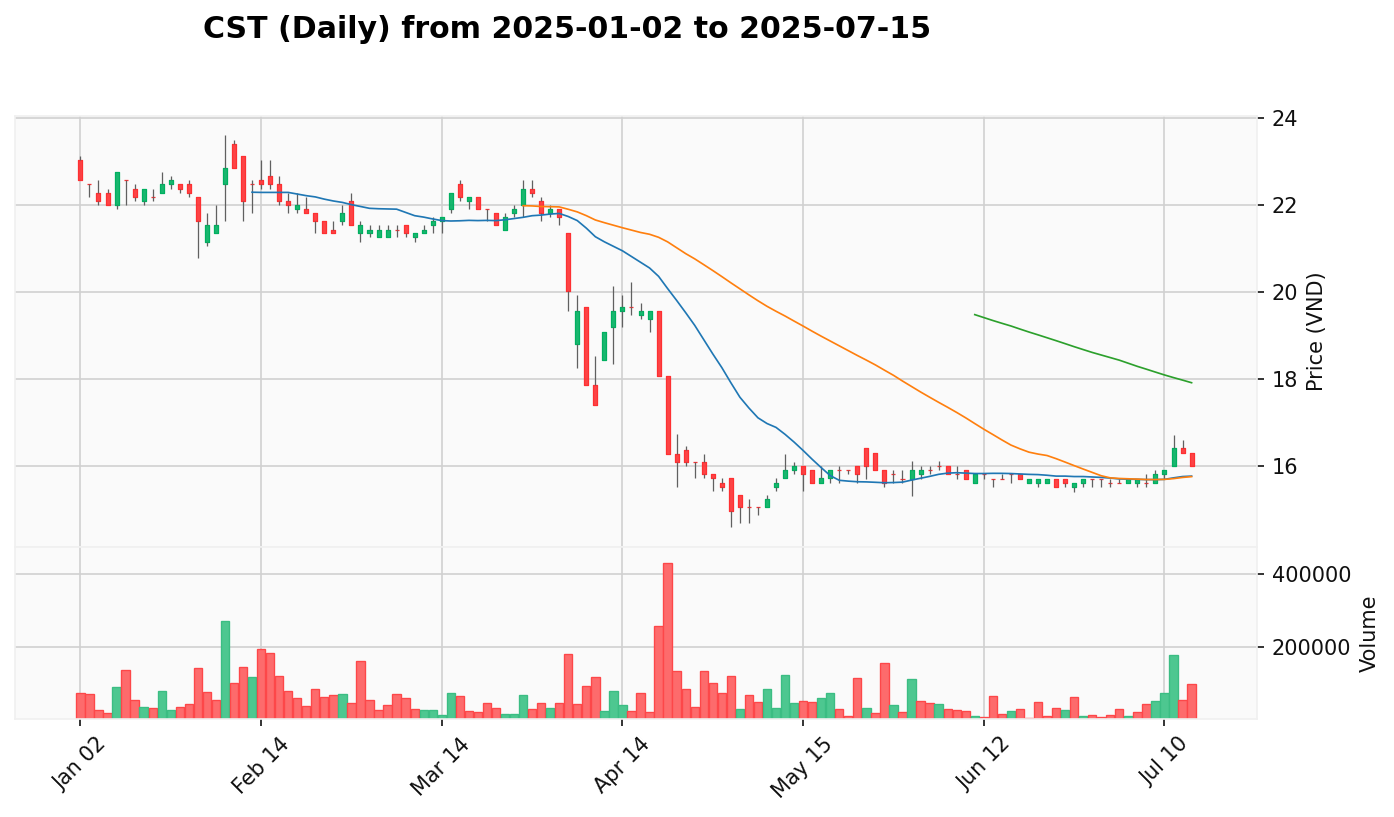 CST (Daily) from 2025-01-02 to 2025-07-15
24
22
20
18
16
Price (VND)
400000
200000
Volume
Jan 02
Feb 14
Mar 14
Apr 14
May 15
Jun 12
Jul 10